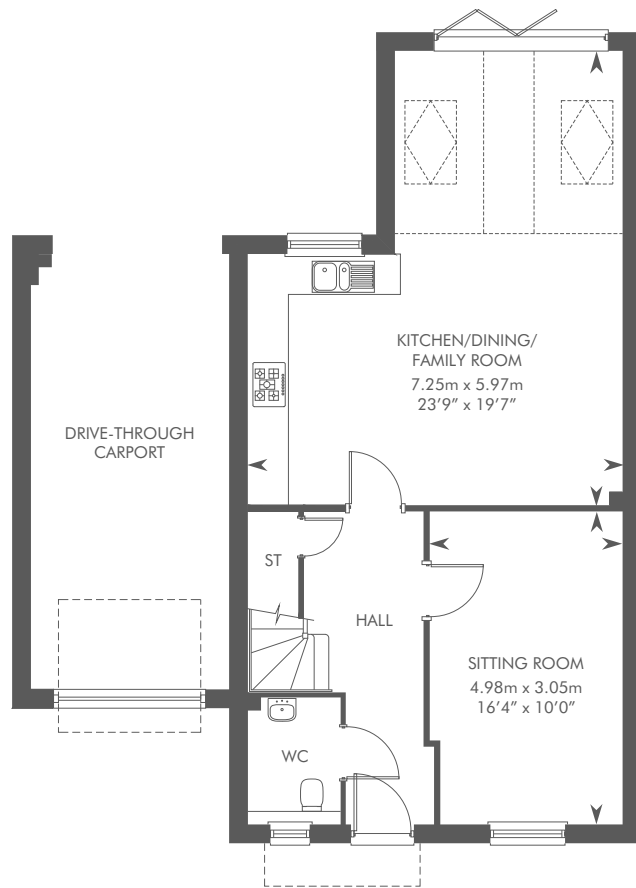 KITCHEN/DINING/
FAMILY ROOM
7.25m x 5.97m
23’9” x 19’7”
DRIVE-THROUGH
CARPORT
ST
HALL
SITTING ROOM
4.98m x 3.05m
16’4” x 10’0”
WC